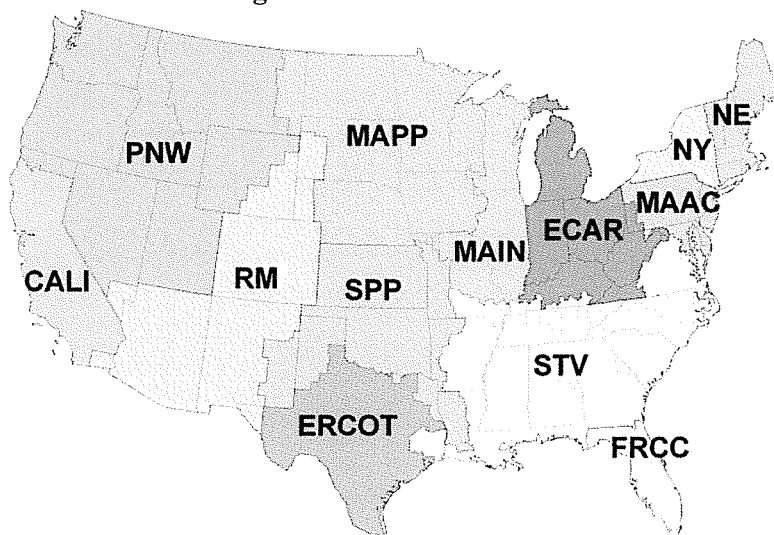 PNW
MAPP
NE
NY
MAAC
ECAR
MAIN
CALI
RM
SPP
STV
ERCOT
FRCC